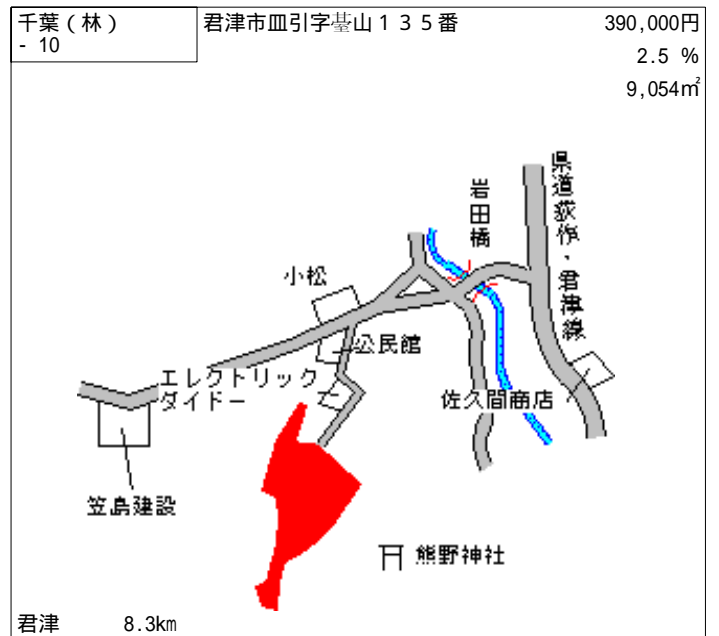 千葉(林)
- 10
君津市皿引字䑓山135番
390,000円
2.5 %
9,054㎡
県道荻作・君津線
岩田橋
小松
公民館
エレクトリック
ダイドー
佐久間商店
笠島建設
熊野神社
君津 8.3km